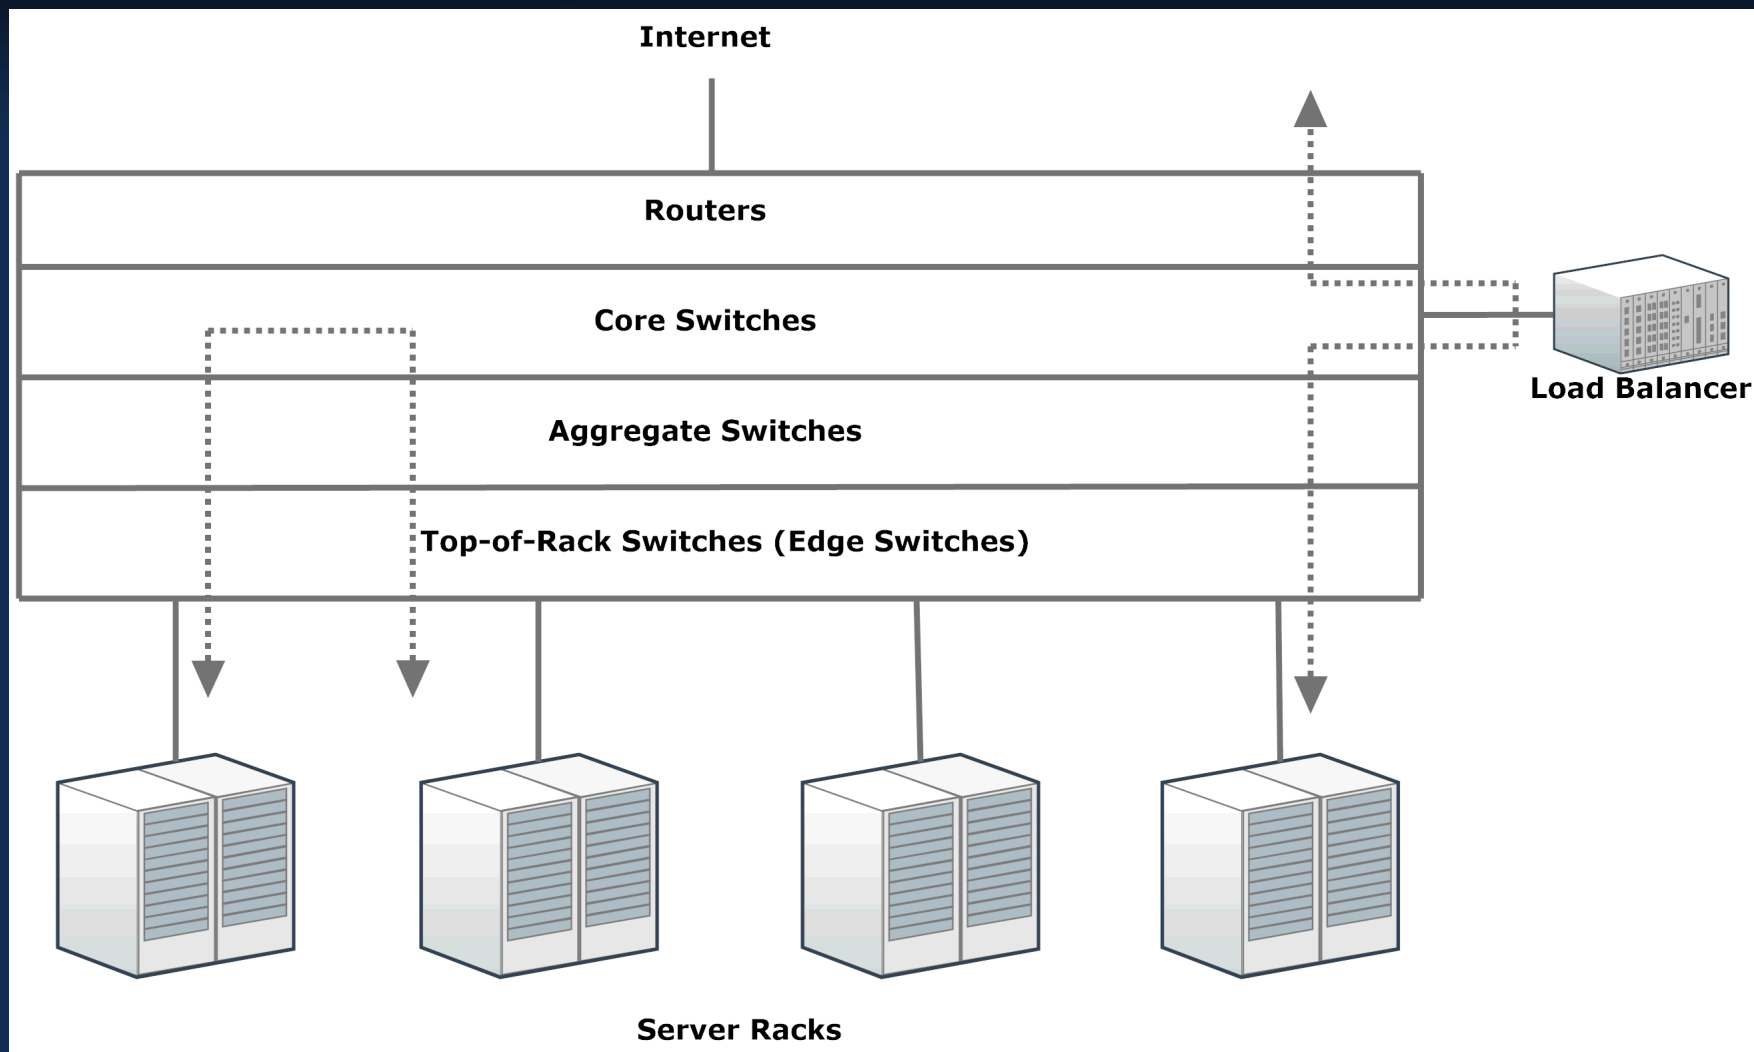 Internet
Routers
Core Switches
Load Balancer
Aggregate Switches
Top-of-Rack Switches (Edge Switches)
Server Racks